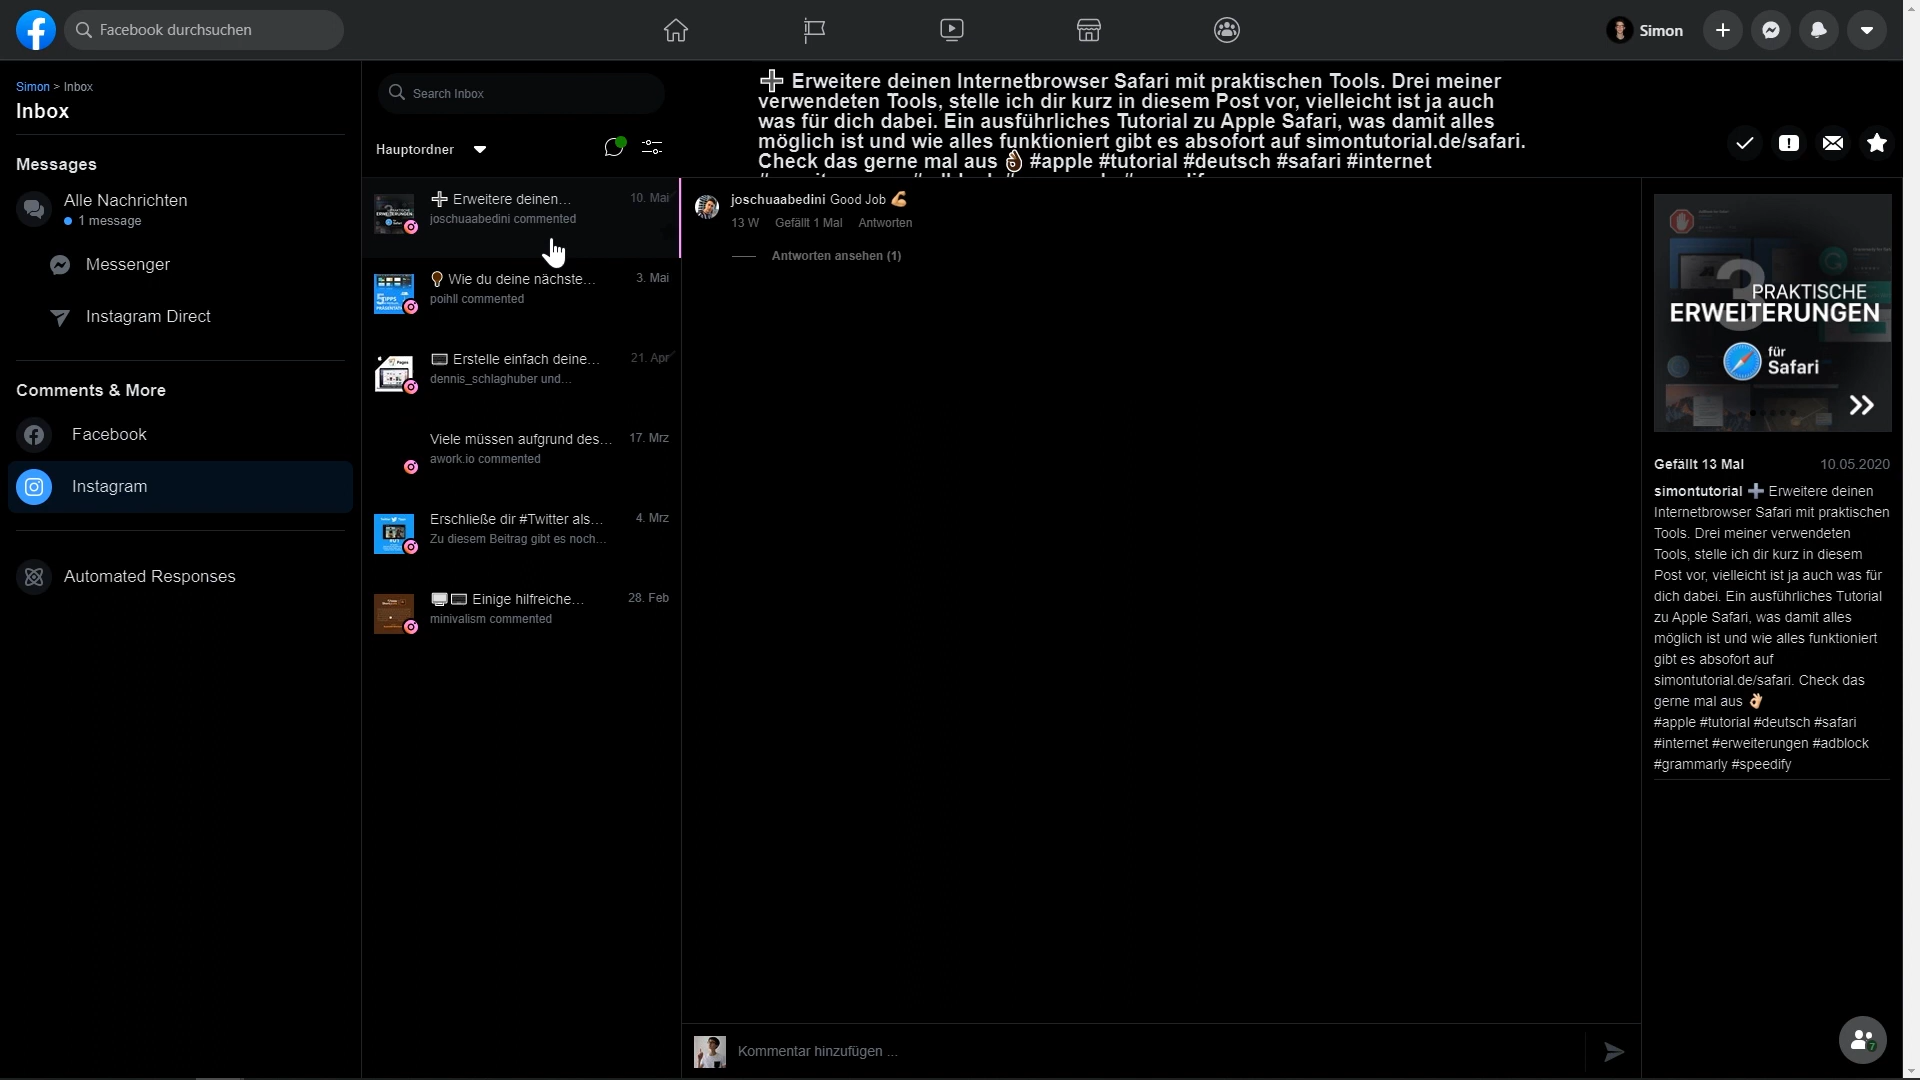 Facebook durchsuchen
Simon
Simon > Inbox
Inbox
Messages
Alle Nachrichten
1 message
Messenger
Instagram Direct
Comments & More
Facebook
Instagram
Automated Responses
Search Inbox
Hauptordner
➕ Erweitere deinen...
10. Mai
joschuaabedini commented
Wie du deine nächste...
3. Mai
poihll commented
Erstelle einfach deine...
21. Apr
dennis_schlaghuber und...
Viele müssen aufgrund des...
17. Mrz
awork.io commented
Erschließe dir #Twitter als...
4. Mrz
Zu diesem Beitrag gibt es noch...
Einige hilfreiche...
28. Feb
minivalism commented
➕ Erweitere deinen Internetbrowser Safari mit praktischen Tools. Drei meiner
verwendeten Tools, stelle ich dir kurz in diesem Post vor, vielleicht ist ja auch
was für dich dabei. Ein ausführliches Tutorial zu Apple Safari, was damit alles
möglich ist und wie alles funktioniert gibt es absofort auf simontutorial.de/safari.
Check das gerne mal aus 👌🏼 #apple #tutorial #deutsch #safari #internet
joschuaabedini Good Job 💪🏼
13 W Gefällt 1 Mal Antworten
Antworten ansehen (1)
Kommentar hinzufügen ...
3
PRAKTISCHE
ERWEITERUNGEN
für
Safari
Gefällt 13 Mal
10.05.2020
simontutorial ➕ Erweitere deinen
Internetbrowser Safari mit praktischen
Tools. Drei meiner verwendeten
Tools, stelle ich dir kurz in diesem
Post vor, vielleicht ist ja auch was für
dich dabei. Ein ausführliches Tutorial
zu Apple Safari, was damit alles
möglich ist und wie alles funktioniert
gibt es absofort auf
simontutorial.de/safari. Check das
gerne mal aus 👌🏼
#apple #tutorial #deutsch #safari
#internet #erweiterungen #adblock
#grammarly #speedify
7